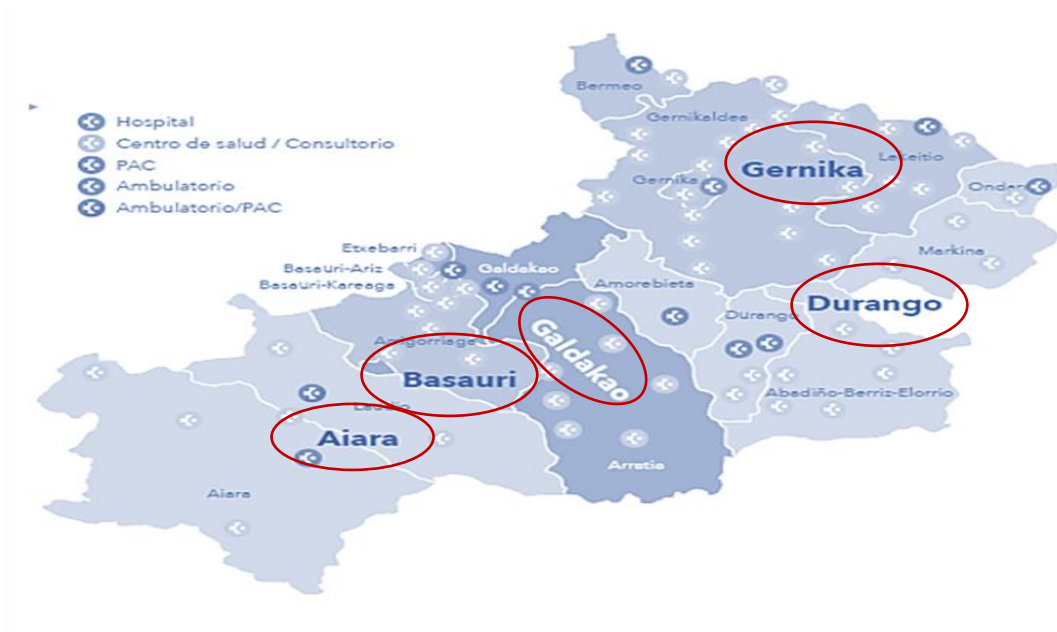 Hospital
Centro de salud / Consultorio
PAC
Ambulatorio
Ambulatorio/PAC
Bermeo
Gernikaldea
Gernika
Lekeitio
Gernika
Markina
Etxebarri
Basauri-Ariz
Basauri-Kareaga
Galdakao
Amorebieta
Durango
Durango
Galdakao
Arrigorriaga
Basauri
Abadiño-Berriz-Elorrio
Laudio
Aiara
Arratia
Aiara